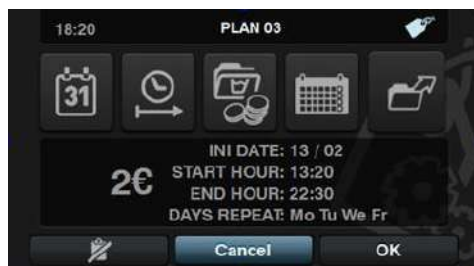 18:20 PLAN 03
31
INI DATE: 13 / 02
2€ START HOUR: 13:20
END HOUR: 22:30
DAYS REPEAT: Mo Tu We Fr
Cancel OK